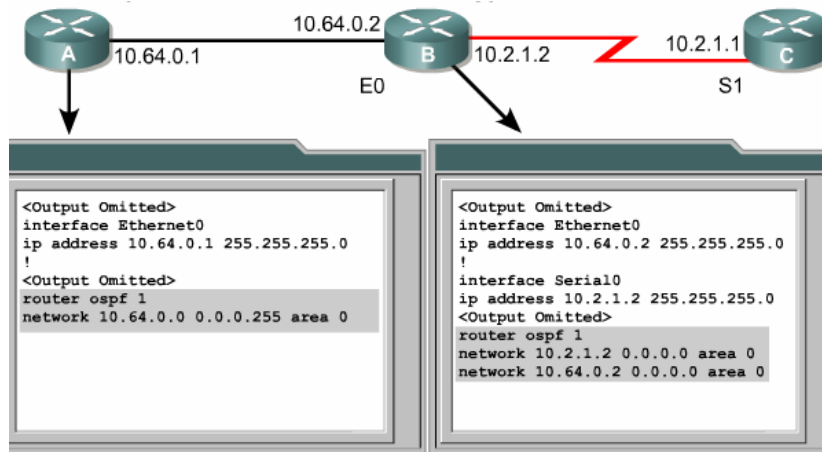 10.64.0.2
A
10.64.0.1
B
10.2.1.2
10.2.1.1
C
E0
S1
<Output Omitted>
interface Ethernet0
ip address 10.64.0.1 255.255.255.0
!
<Output Omitted>
router ospf 1
network 10.64.0.0 0.0.0.255 area 0
<Output Omitted>
interface Ethernet0
ip address 10.64.0.2 255.255.255.0
!
interface Serial0
ip address 10.2.1.2 255.255.255.0
<Output Omitted>
router ospf 1
network 10.2.1.2 0.0.0.0 area 0
network 10.64.0.2 0.0.0.0 area 0